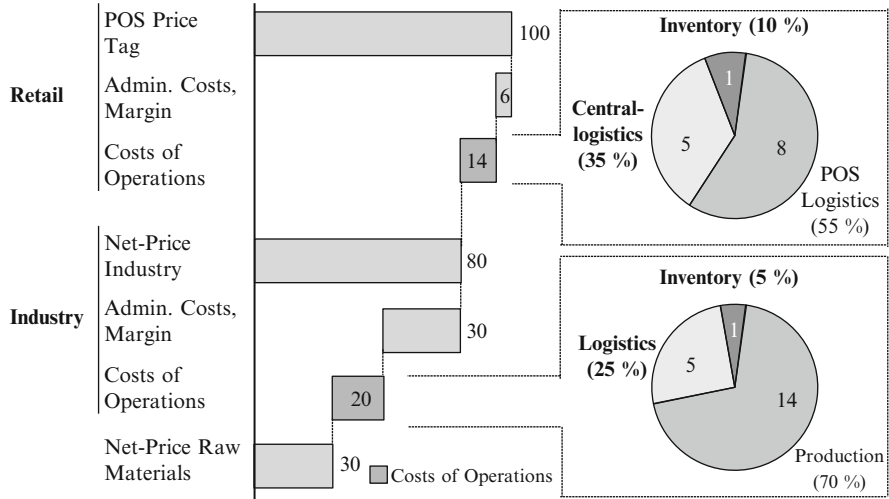 POS Price
Tag
100
Retail
Admin. Costs,
Margin
6
Costs of
Operations
14
Net-Price
Industry
80
Industry
Admin. Costs,
Margin
30
Costs of
Operations
20
Net-Price Raw
Materials
30
Costs of Operations
Inventory (10 %)
1
Central-
logistics
(35 %)
5
8
POS
Logistics
(55 %)
Inventory (5 %)
1
Logistics
(25 %)
5
14
Production
(70 %)